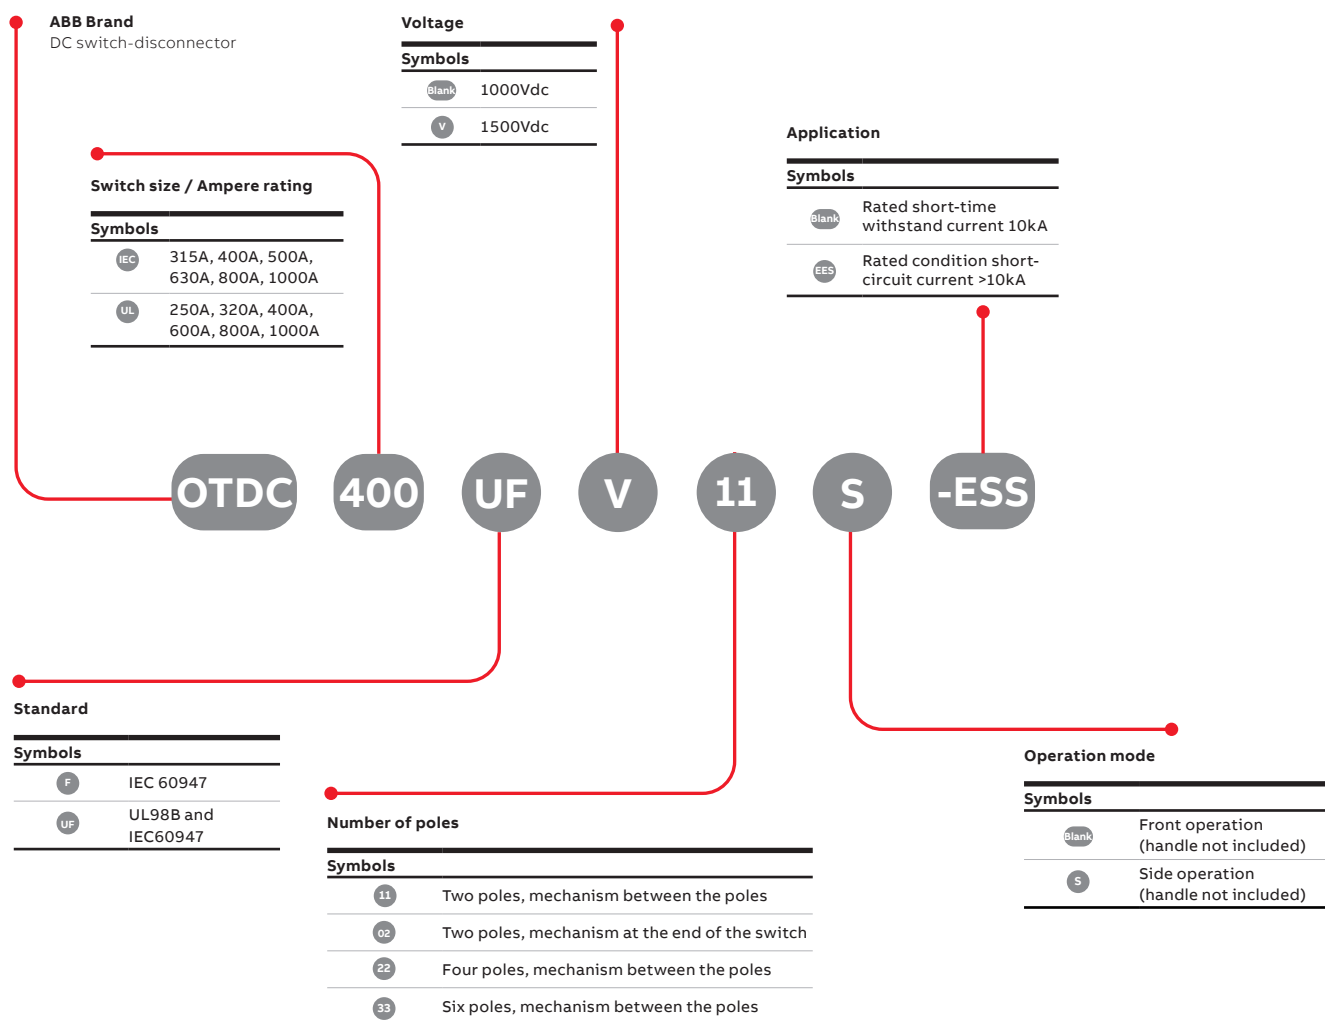 ABB Brand
DC switch-disconnector
Voltage
Symbols
Blank 1000Vdc
V 1500Vdc
Application
Symbols
Blank Rated short-time
withstand current 10kA
EES Rated condition short-
circuit current >10kA
Switch size / Ampere rating
Symbols
IEC 315A, 400A, 500A,
630A, 800A, 1000A
UL 250A, 320A, 400A,
600A, 800A, 1000A
OTDC 400 UF V 11 S -ESS
Standard
Symbols
F IEC 60947
UF UL98B and
IEC60947
Number of poles
Symbols
11 Two poles, mechanism between the poles
02 Two poles, mechanism at the end of the switch
22 Four poles, mechanism between the poles
33 Six poles, mechanism between the poles
Operation mode
Symbols
Blank Front operation
(handle not included)
S Side operation
(handle not included)